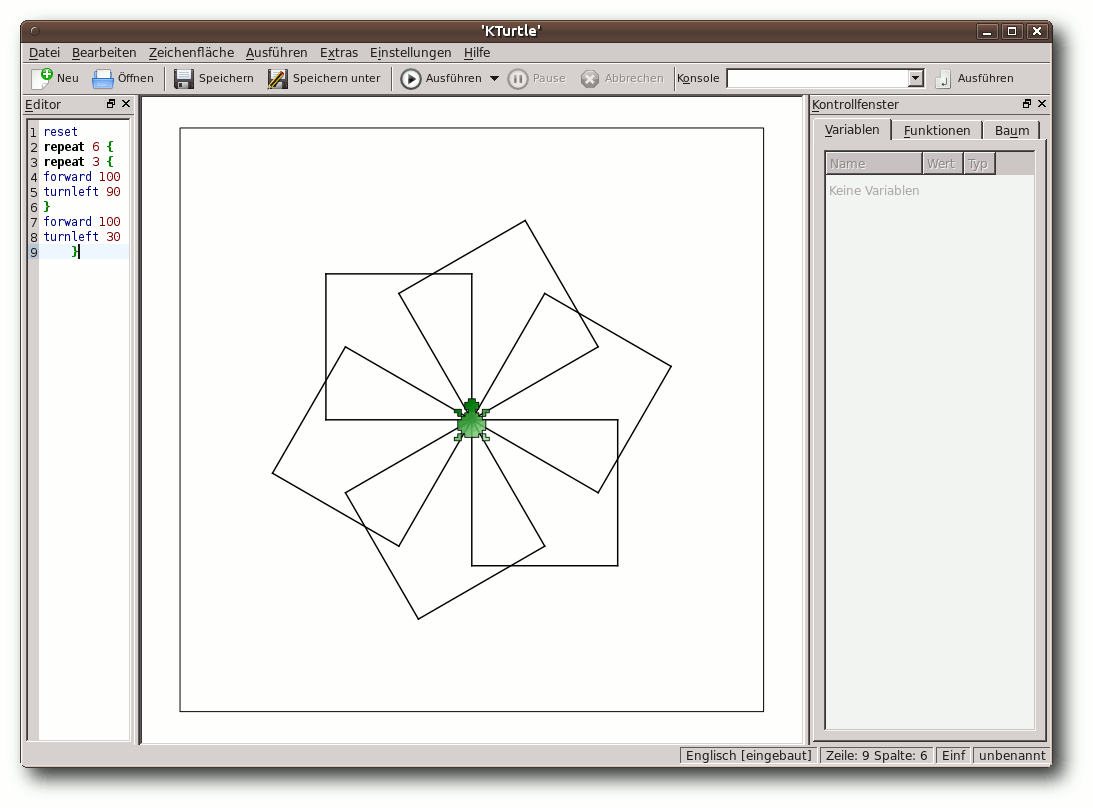 'KTurtle'
Datei Bearbeiten Zeichenfläche Ausführen Extras Einstellungen Hilfe
Neu Öffnen Speichern Speichern unter Ausführen Pause Abbrechen Konsole Ausführen
Editor
1 reset
2 repeat 6 {
3 repeat 3 {
4 forward 100
5 turnleft 90
6 }
7 forward 100
8 turnleft 30
9 }
Kontrollfenster
Variablen Funktionen Baum
Name Wert Typ
Keine Variablen
Englisch [eingebaut] Zeile: 9 Spalte: 6 Einf unbenannt